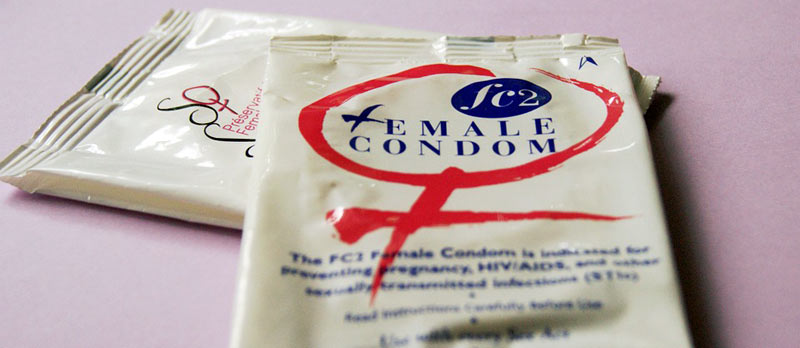 Préservatif
FC2
FEMALE
CONDOM
The FC2 Female Condom is indicated for
preventing pregnancy, HIV/AIDS, and other
sexually transmitted infections (STIs)
Read Instructions Carefully Before Use
Use with every Sex Act